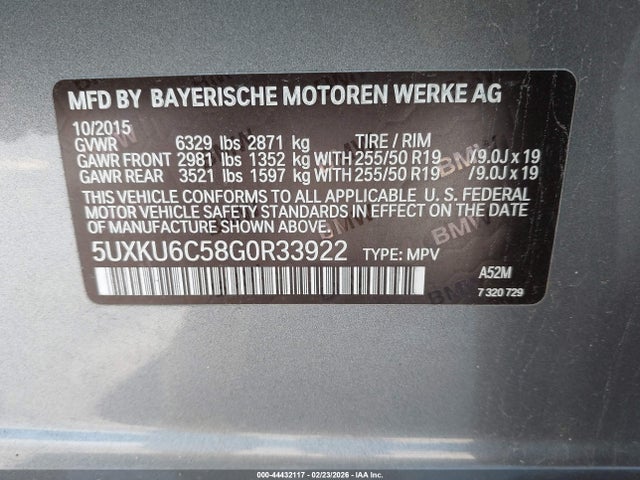 MFD BY BAYERISCHE MOTOREN WERKE AG
10/2015
GVWR 6329 lbs 2871 kg TIRE / RIM
GAWR FRONT 2981 lbs 1352 kg WITH 255/50 R19 /9.0J x 19
GAWR REAR 3521 lbs 1597 kg WITH 255/50 R19 /9.0J x 19
THIS VEHICLE CONFORMS TO ALL APPLICABLE U. S. FEDERAL
MOTOR VEHICLE SAFETY STANDARDS IN EFFECT ON THE DATE
OF MANUFACTURE SHOWN ABOVE.
5UXKU6C58G0R33922 TYPE: MPV
A52M
7 320 729
BMW
BMW
BMW
000-44432117 - 02/23/2026 - IAA Inc.